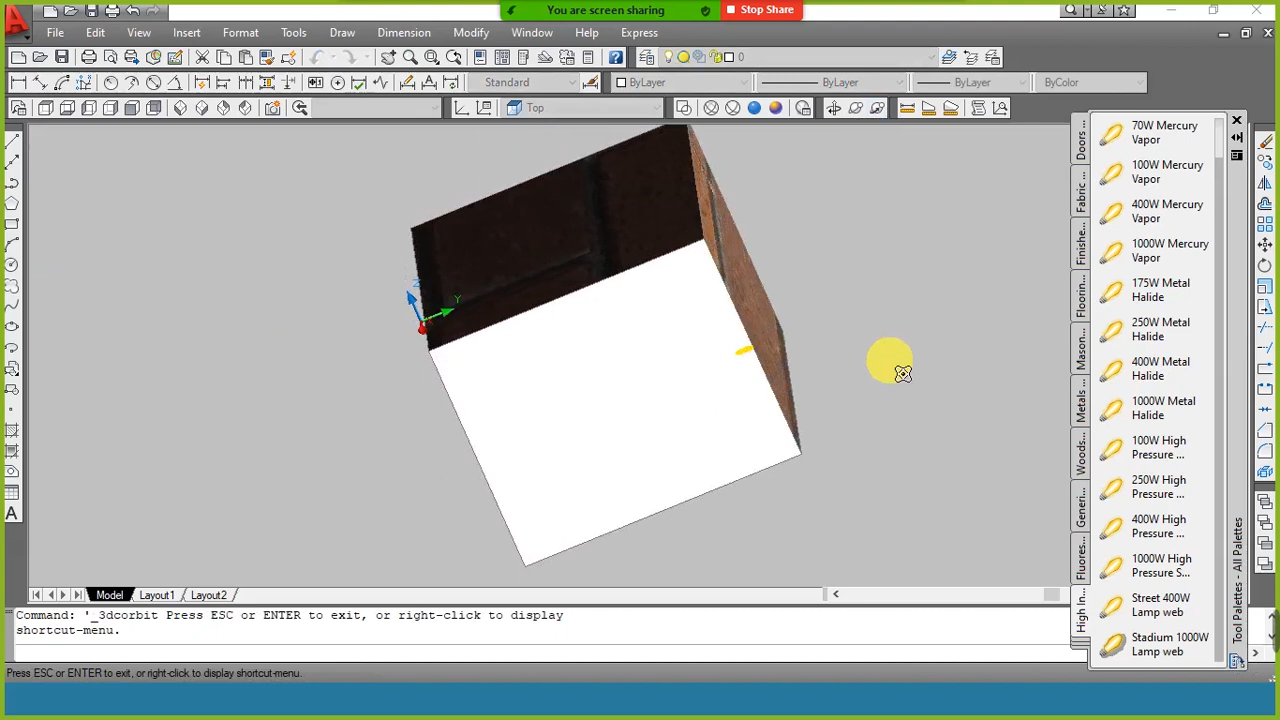 You are screen sharing
Stop Share
File Edit View Insert Format Tools Draw Dimension Modify Window Help Express
0
Standard
ByLayer
ByLayer
ByLayer
ByColor
Top
Z
Y
Doors
Fabric ...
Finishe...
Floorin...
Mason...
Metals ...
Woods...
Generi...
Fluores...
High In...
70W Mercury
Vapor
100W Mercury
Vapor
400W Mercury
Vapor
1000W Mercury
Vapor
175W Metal
Halide
250W Metal
Halide
400W Metal
Halide
1000W Metal
Halide
100W High
Pressure ...
250W High
Pressure ...
400W High
Pressure ...
1000W High
Pressure S...
Street 400W
Lamp web
Stadium 1000W
Lamp web
Tool Palettes - All Palettes
Model Layout1 Layout2
Command: '_3dcorbit Press ESC or ENTER to exit, or right-click to display
shortcut-menu.
Press ESC or ENTER to exit, or right-click to display shortcut-menu.